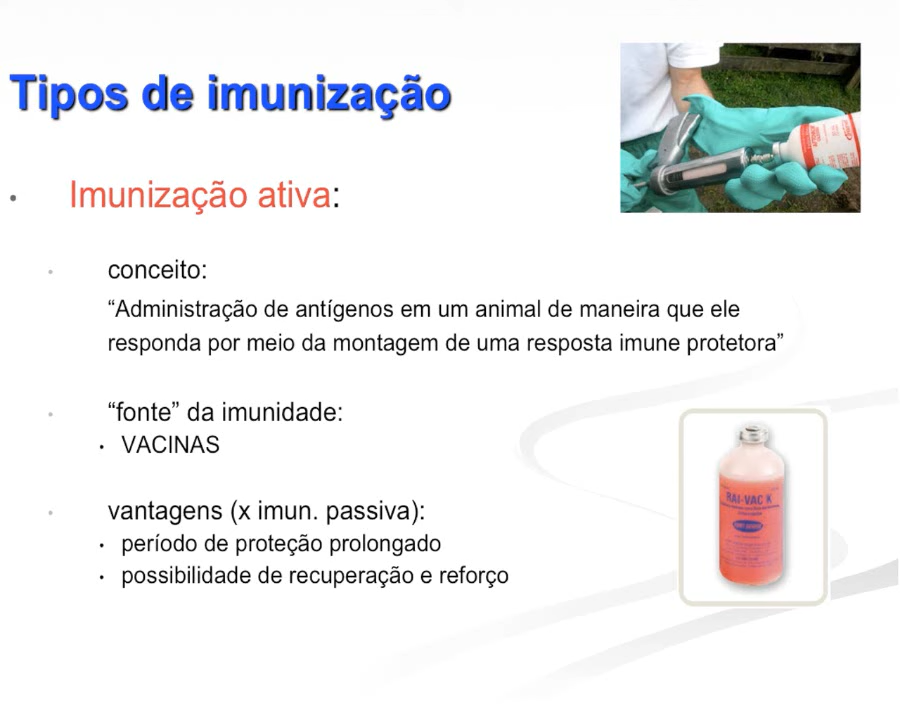 Tipos de imunização
• Imunização ativa:
• conceito:
“Administração de antígenos em um animal de maneira que ele
responda por meio da montagem de uma resposta imune protetora”
• “fonte” da imunidade:
• VACINAS
• vantagens (x imun. passiva):
• período de proteção prolongado
• possibilidade de recuperação e reforço
RAI-VAC K